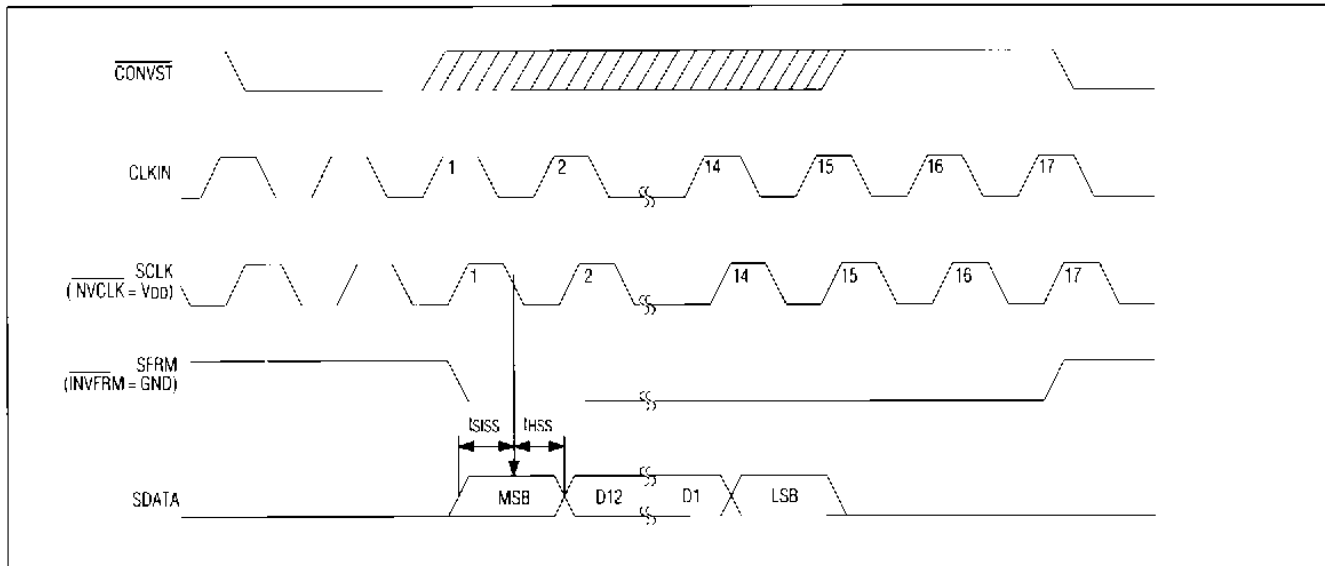 CONVST
CLKIN 1 2 14 15 16 17
SCLK 1 2 14 15 16 17
( NVCLK = VDD)
SFRM
(INVFRM = GND)
tSISS tHSS
SDATA MSB D12 D1 LSB